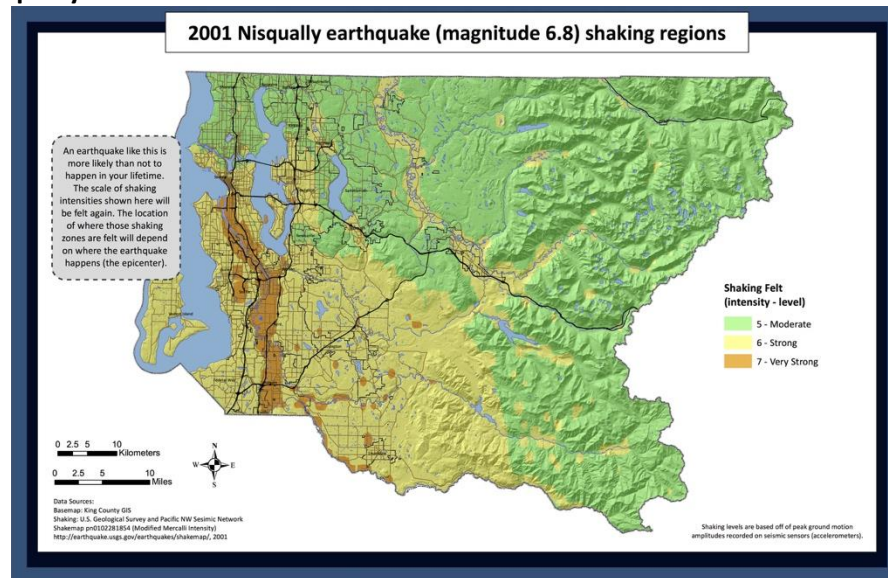 2001 Nisqually earthquake (magnitude 6.8) shaking regions
An earthquake like this is
more likely than not to
happen in your lifetime.
The scale of shaking
intensities shown here will
be felt again. The location
of where those shaking
zones are felt will depend
on where the earthquake
happens (the epicenter).
Shaking Felt
(intensity - level)
5 - Moderate
6 - Strong
7 - Very Strong
0 2.5 5 10
Kilometers
0 2.5 5 10
Miles
N
W E
S
Data Sources:
Basemap: King County GIS
Shaking: U.S. Geological Survey and Pacific NW Sesimic Network
Shakemap pn0102281854 (Modified Mercalli Intensity)
http://earthquake.usgs.gov/earthquakes/shakemap/, 2001
Shaking levels are based off of peak ground motion
amplitudes recorded on seismic sensors (accelerometers).